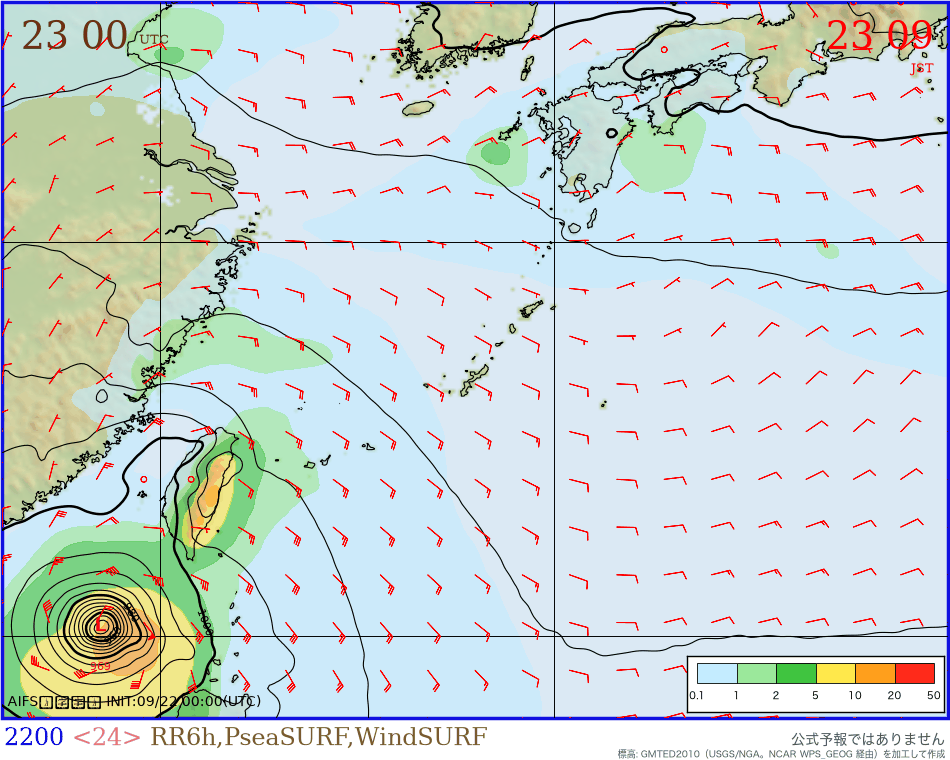 23 00 UTC
23 09 JST
1000
L
969
AIFS INIT:09/22 00:00(UTC)
0.1 1 2 5 10 20 50
2200 <24> RR6h,PseaSURF,WindSURF
公式予報ではありません
標高: GMTED2010（USGS/NGA。NCAR WPS_GEOG 経由）を加工して作成